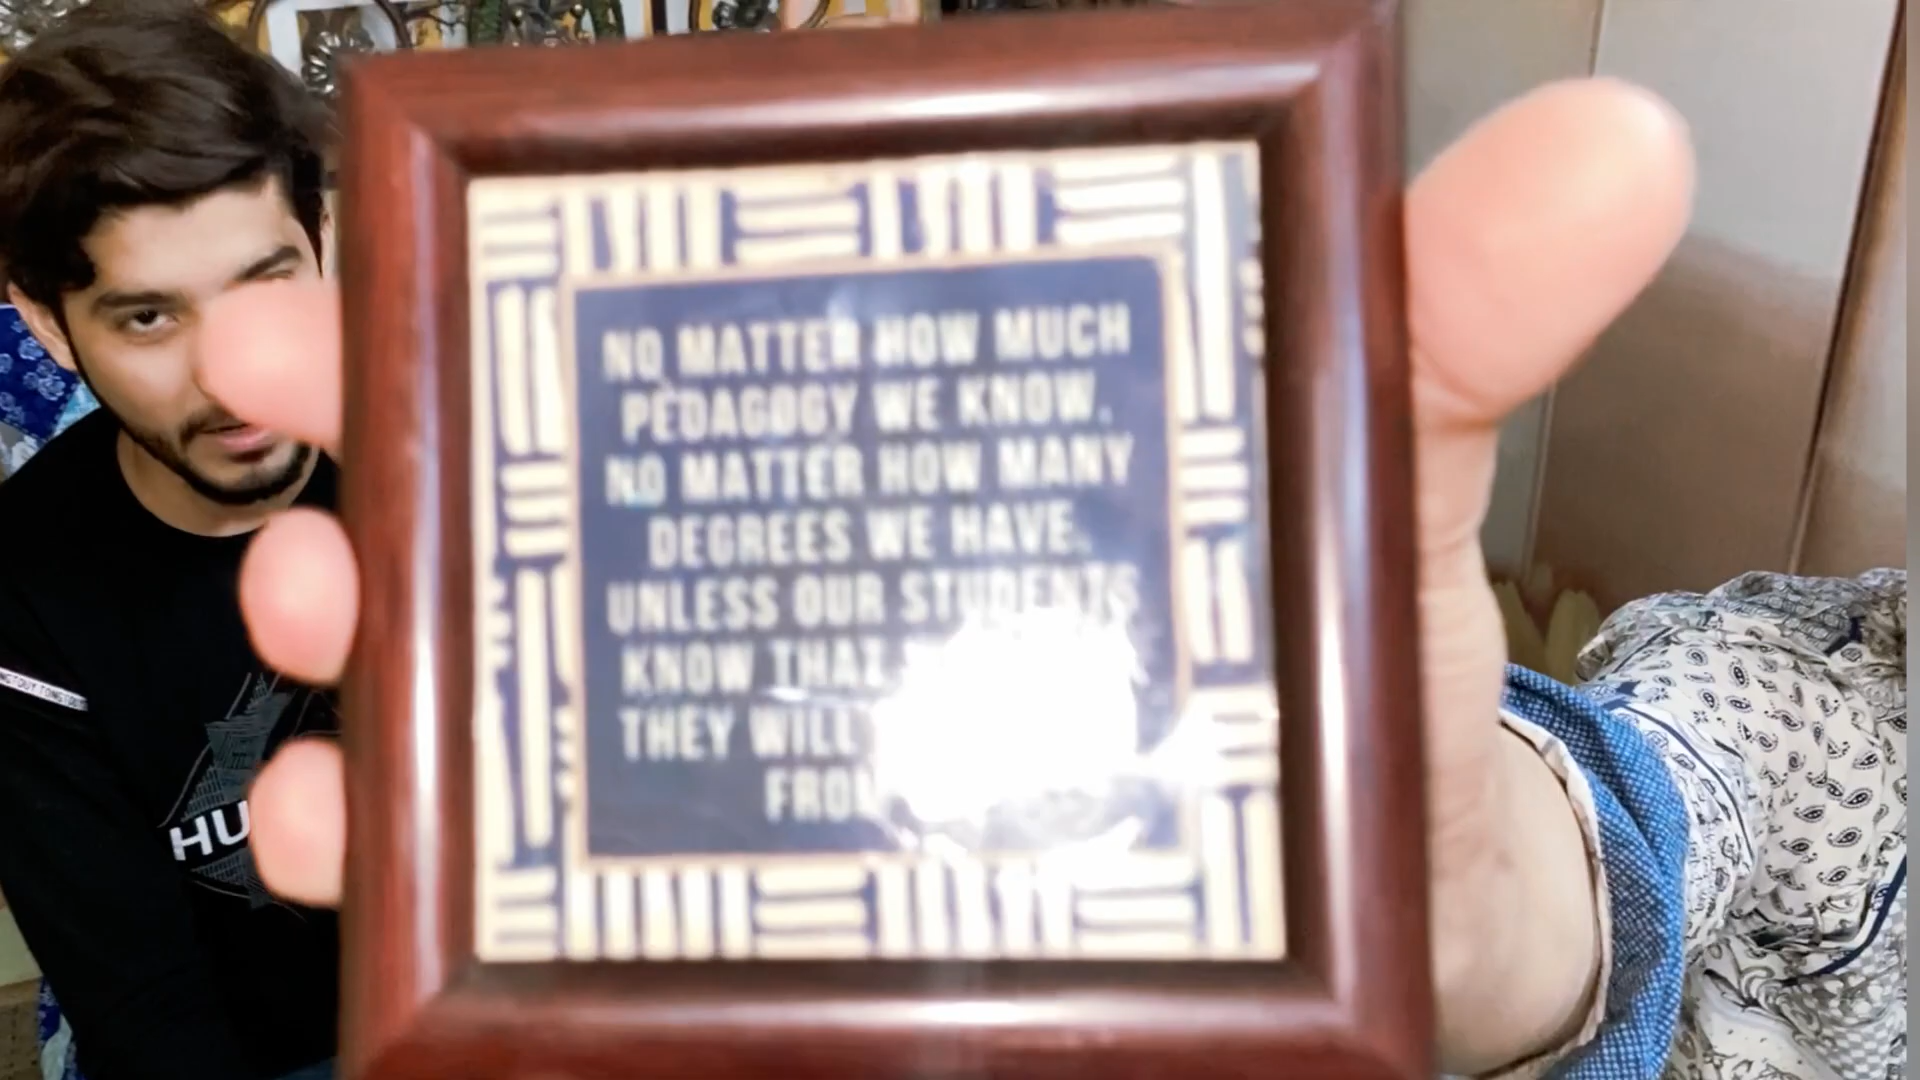 NO MATTER HOW MUCH
PEDAGOGY WE KNOW,
NO MATTER HOW MANY
DEGREES WE HAVE,
UNLESS OUR STUDENTS
KNOW THAT
THEY WILL
FROM
HU